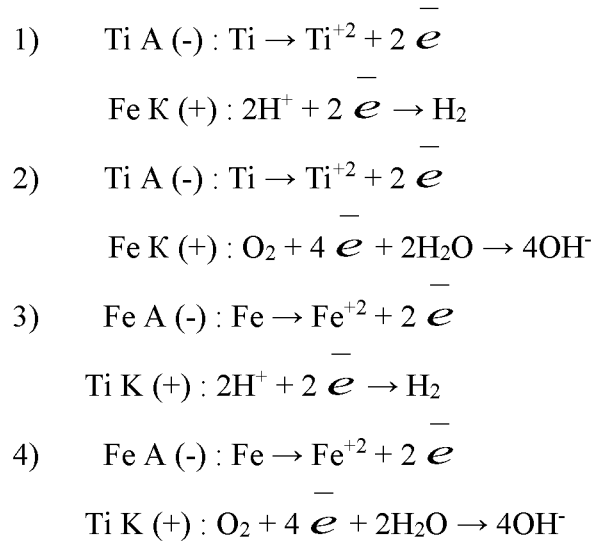 1) Ti A (-) : Ti → Ti⁺² + 2 e̅
Fe К (+) : 2H⁺ + 2 e̅ → H₂
2) Ti A (-) : Ti → Ti⁺² + 2 e̅
Fe К (+) : O₂ + 4 e̅ + 2H₂O → 4OH⁻
3) Fe A (-) : Fe → Fe⁺² + 2 e̅
Ti K (+) : 2H⁺ + 2 e̅ → H₂
4) Fe A (-) : Fe → Fe⁺² + 2 e̅
Ti K (+) : O₂ + 4 e̅ + 2H₂O → 4OH⁻